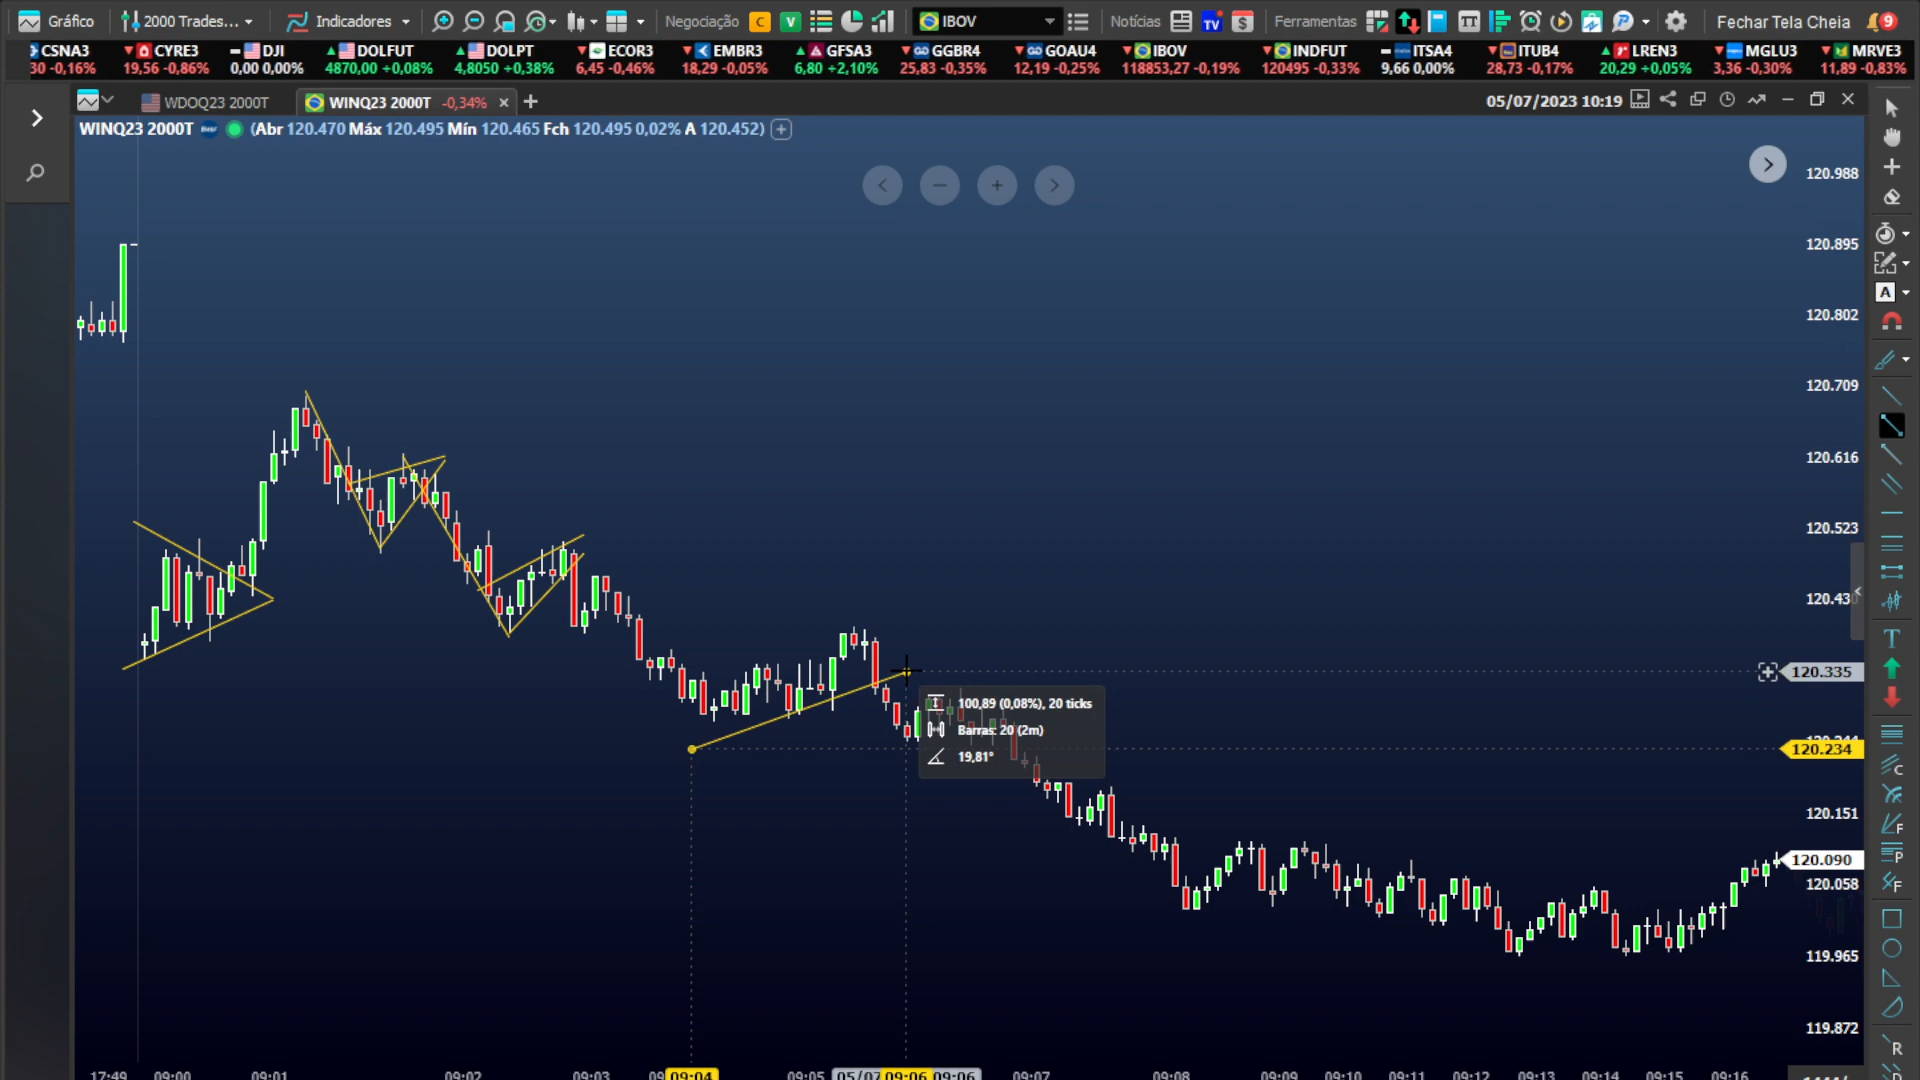 Gráfico 2000 Trades... Indicadores Negociação C V IBOV Notícias TV $ Ferramentas TT P Fechar Tela Cheia 9
CSNA3 CYRE3 DJI DOLFUT DOLPT ECOR3 EMBR3 GFSA3 GGBR4 GOAU4 IBOV INDFUT ITSA4 ITUB4 LREN3 MGLU3 MRVE3
30 -0,16% 19,56 -0,86% 0,00 0,00% 4870,00 +0,08% 4,8050 +0,38% 6,45 -0,46% 18,29 -0,05% 6,80 +2,10% 25,83 -0,35% 12,19 -0,25% 118853,27 -0,19% 120495 -0,33% 9,66 0,00% 28,73 -0,17% 20,29 +0,05% 3,36 -0,30% 11,89 -0,83%
WDOQ23 2000T WINQ23 2000T -0,34% 05/07/2023 10:19
WINQ23 2000T (Abr 120.470 Máx 120.495 Mín 120.465 Fch 120.495 0,02% A 120.452)
120.988
120.895
120.802
120.709
120.616
120.523
120.430
120.335
100,89 (0,08%), 20 ticks
Barras: 20 (2m)
120.234
19,81°
120.151
120.090
120.058
119.965
119.872
17:49 09:00 09:01 09:02 09:03 09:04 09:05 05/07 09:06 09:06 09:07 09:08 09:09 09:10 09:11 09:12 09:13 09:14 09:15 09:16
A
T
C
F
P
F
R